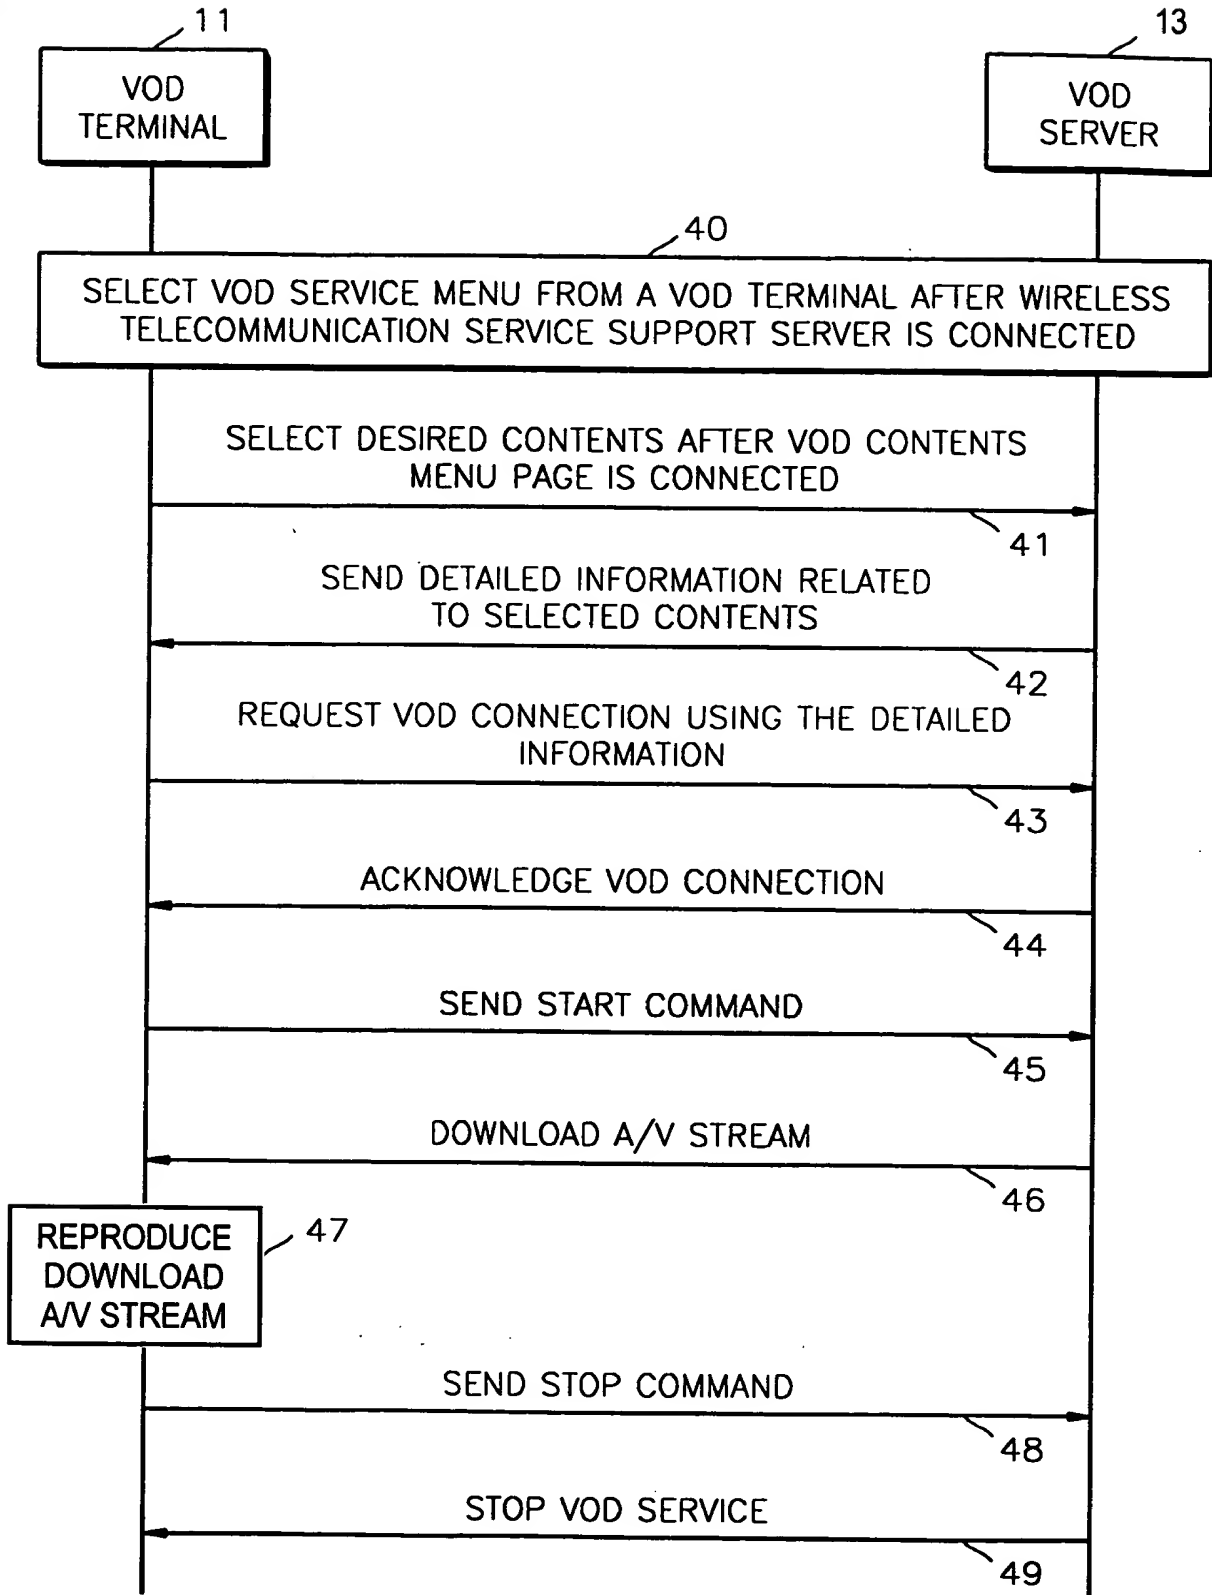 11
13
VOD
TERMINAL
VOD
SERVER
40
SELECT VOD SERVICE MENU FROM A VOD TERMINAL AFTER WIRELESS
TELECOMMUNICATION SERVICE SUPPORT SERVER IS CONNECTED
SELECT DESIRED CONTENTS AFTER VOD CONTENTS
MENU PAGE IS CONNECTED
41
SEND DETAILED INFORMATION RELATED
TO SELECTED CONTENTS
42
REQUEST VOD CONNECTION USING THE DETAILED
INFORMATION
43
ACKNOWLEDGE VOD CONNECTION
44
SEND START COMMAND
45
DOWNLOAD A/V STREAM
46
REPRODUCE
DOWNLOAD
A/V STREAM
47
SEND STOP COMMAND
48
STOP VOD SERVICE
49